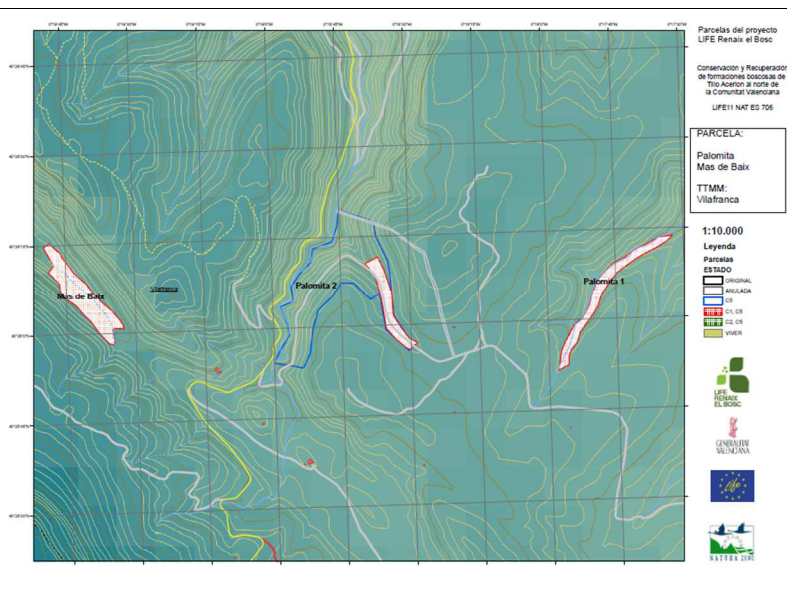 Parcelas del proyecto
LIFE Renaix el Bosc
Conservación y Recuperación
de formaciones boscosas de
Tilio Acerion al norte de
la Comunitat Valenciana
LIFE11 NAT ES 706
PARCELA:
Palomita
Mas de Baix
TTMM:
Vilafranca
1:10.000
Leyenda
Parcelas
ESTADO
ORIGINAL
ANULADA
C5
C1, C5
C2, C5
VIVER
Mas de Baix
Vilafranca
Palomita 2
Palomita 1
LIFE
RENAIX
EL BOSC
GENERALITAT
VALENCIANA
Life
NATURA 2000